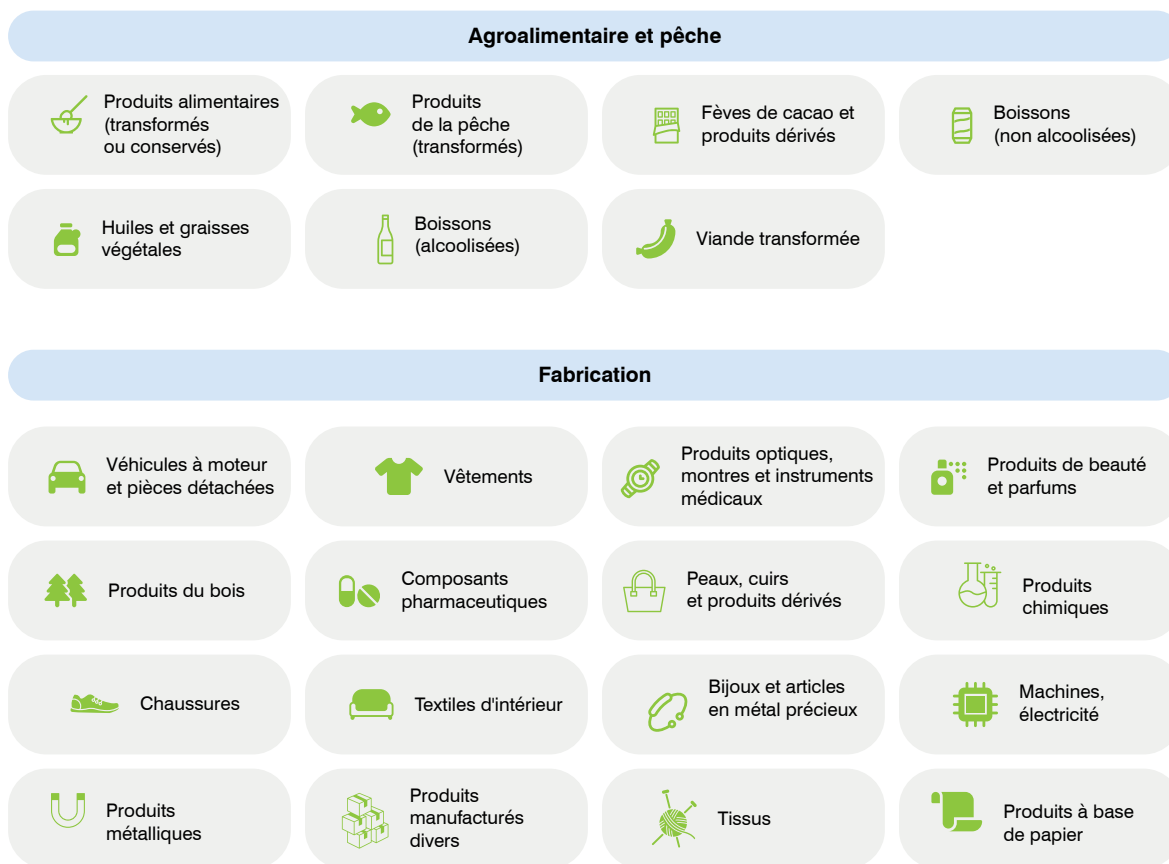 Agroalimentaire et pêche
Produits alimentaires
(transformés
ou conservés)
Produits
de la pêche
(transformés)
Fèves de cacao et
produits dérivés
Boissons
(non alcoolisées)
Huiles et graisses
végétales
Boissons
(alcoolisées)
Viande transformée
Fabrication
Véhicules à moteur
et pièces détachées
Vêtements
Produits optiques,
montres et instruments
médicaux
Produits de beauté
et parfums
Produits du bois
Composants
pharmaceutiques
Peaux, cuirs
et produits dérivés
Produits
chimiques
Chaussures
Textiles d'intérieur
Bijoux et articles
en métal précieux
Machines,
électricité
Produits
métalliques
Produits
manufacturés
divers
Tissus
Produits à base
de papier